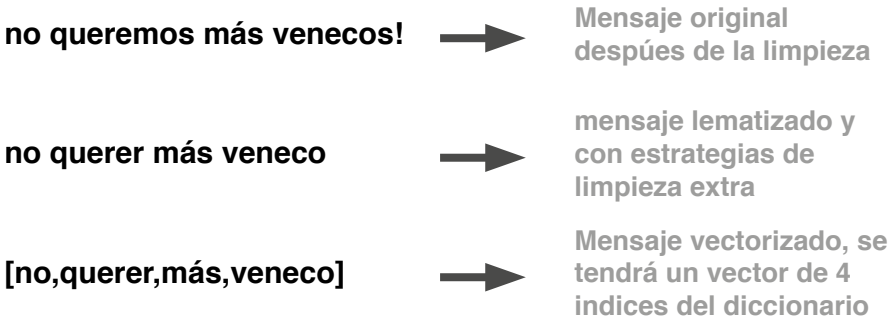 no queremos más venecos!
Mensaje original
despúes de la limpieza
no querer más veneco
mensaje lematizado y
con estrategias de
limpieza extra
[no,querer,más,veneco]
Mensaje vectorizado, se
tendrá un vector de 4
indices del diccionario